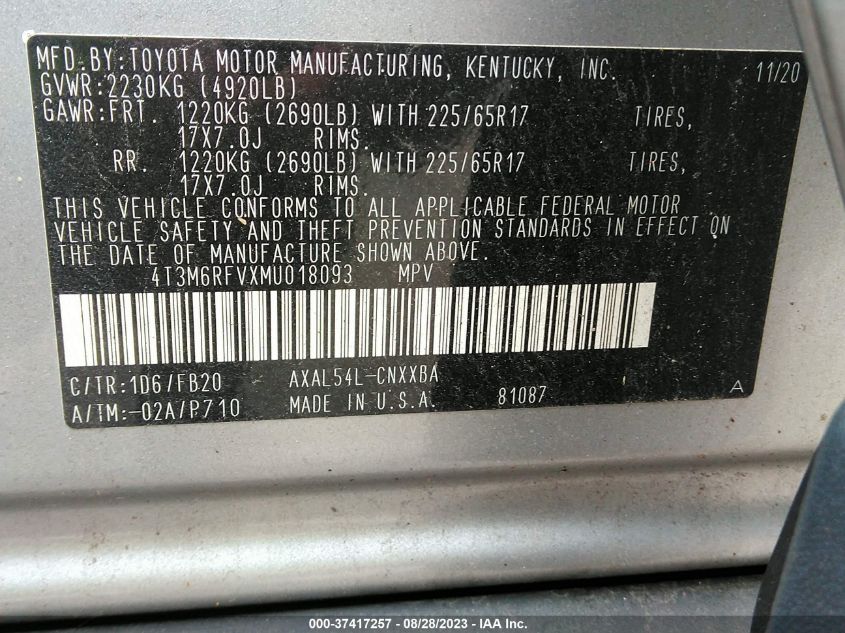 MFD.BY:TOYOTA MOTOR MANUFACTURING, KENTUCKY, INC. 11/20
GVWR:2230KG (4920LB)
GAWR:FRT. 1220KG (2690LB) WITH 225/65R17 TIRES,
17X7.0J RIMS.
RR. 1220KG (2690LB) WITH 225/65R17 TIRES,
17X7.0J RIMS.
THIS VEHICLE CONFORMS TO ALL APPLICABLE FEDERAL MOTOR
VEHICLE SAFETY AND THEFT PREVENTION STANDARDS IN EFFECT ON
THE DATE OF MANUFACTURE SHOWN ABOVE.
4T3M6RFVXMU018093 MPV
C/TR:1D6/FB20 AXAL54L-CNXXBA
A/TM:-02A/P710 MADE IN U.S.A. 81087 A
000-37417257 - 08/28/2023 - IAA Inc.